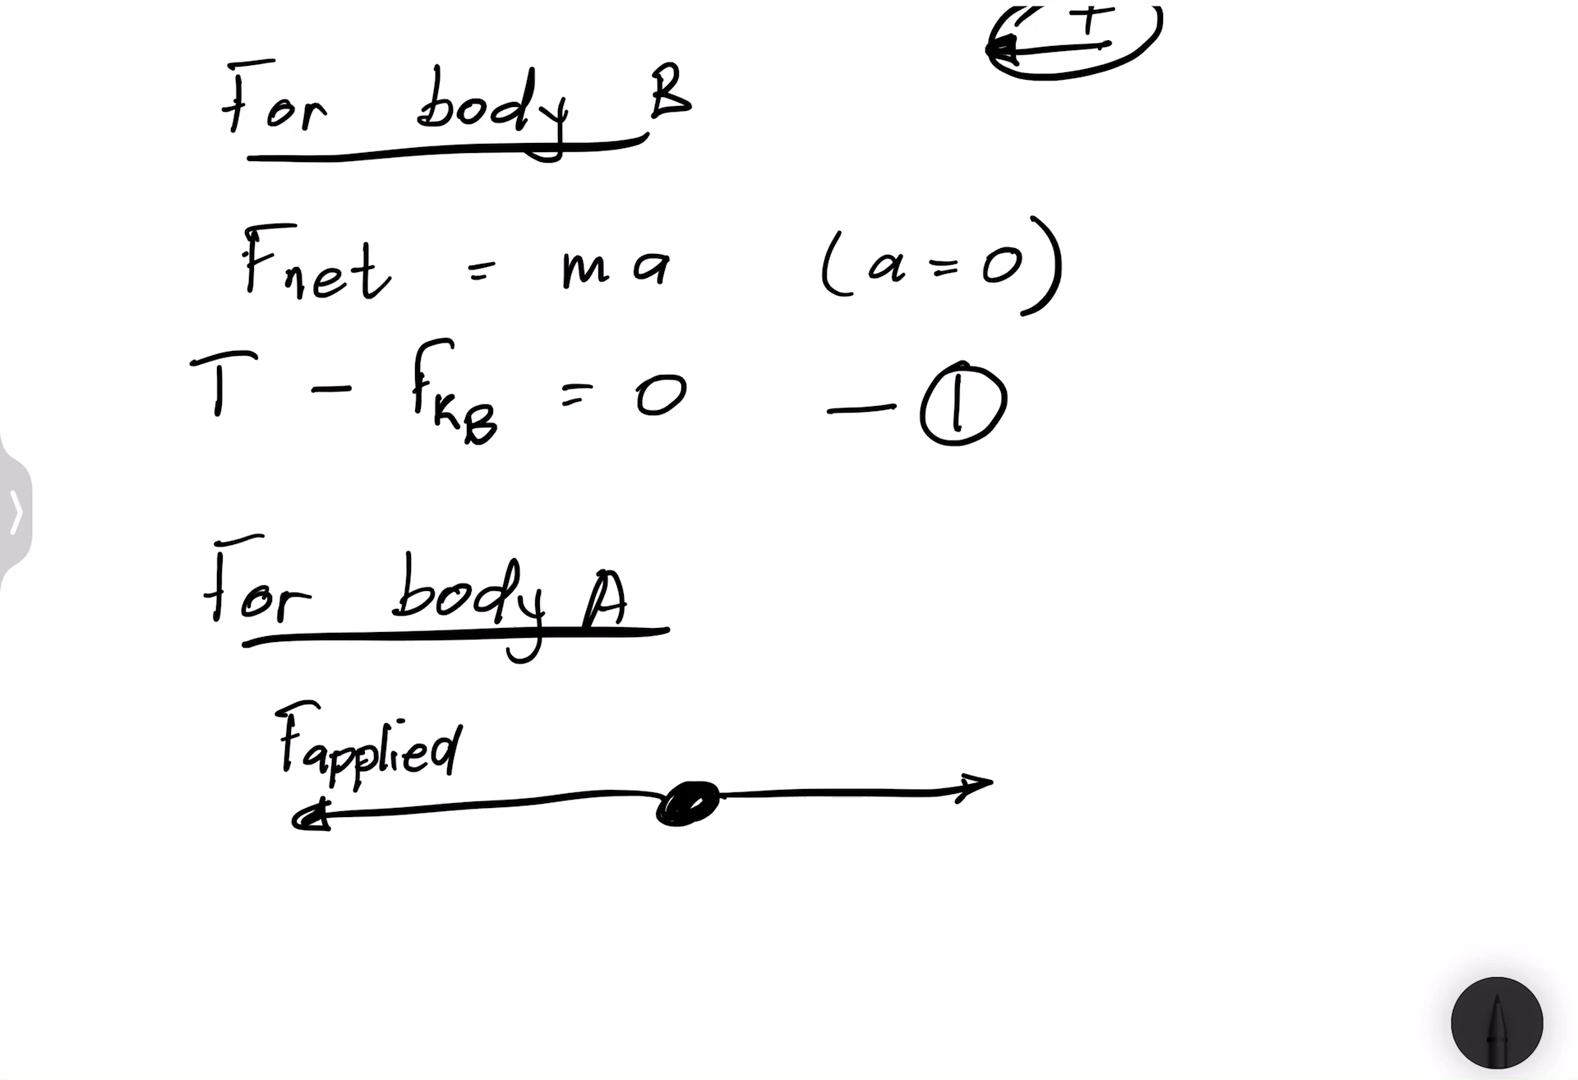 +
For body B
Fnet = ma (a = 0)
T - fKB = 0 - ①
For body A
Fapplied